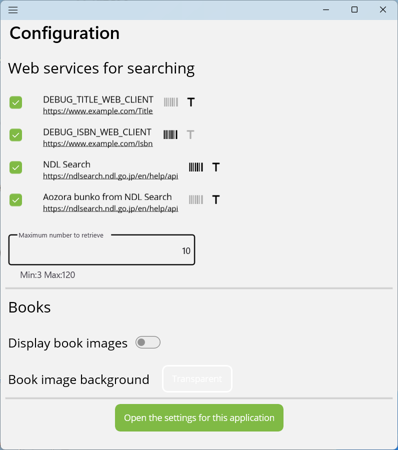 Configuration
Web services for searching
DEBUG_TITLE_WEB_CLIENT T
https://www.example.com/Title
DEBUG_ISBN_WEB_CLIENT T
https://www.example.com/Isbn
NDL Search T
https://ndlsearch.ndl.go.jp/en/help/api
Aozora bunko from NDL Search T
https://ndlsearch.ndl.go.jp/en/help/api
Maximum number to retrieve
10
Min:3 Max:120
Books
Display book images
Book image background Transparent
Open the settings for this application